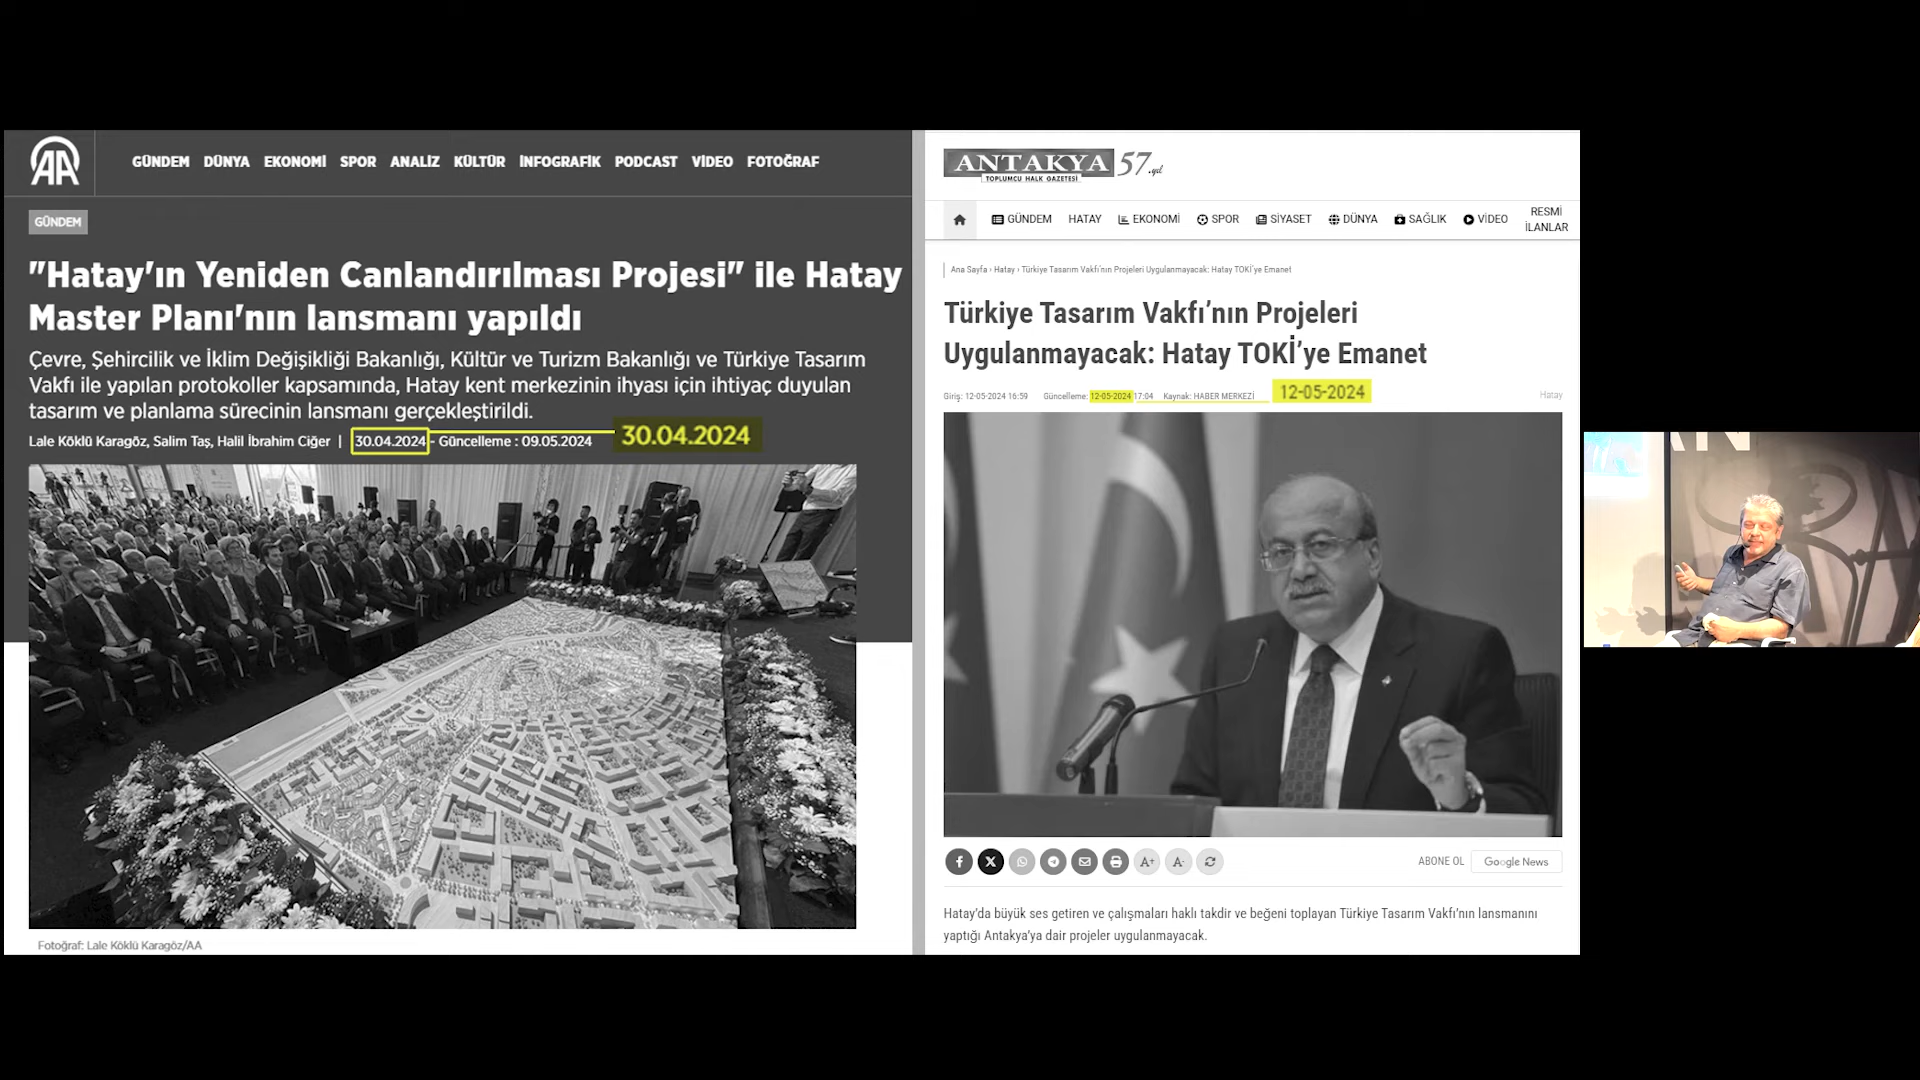 AA
GÜNDEM DÜNYA EKONOMİ SPOR ANALİZ KÜLTÜR İNFOGRAFİK PODCAST VİDEO FOTOĞRAF
GÜNDEM
"Hatay'ın Yeniden Canlandırılması Projesi" ile Hatay
Master Planı'nın lansmanı yapıldı
Çevre, Şehircilik ve İklim Değişikliği Bakanlığı, Kültür ve Turizm Bakanlığı ve Türkiye Tasarım
Vakfı ile yapılan protokoller kapsamında, Hatay kent merkezinin ihyası için ihtiyaç duyulan
tasarım ve planlama sürecinin lansmanı gerçekleştirildi.
Lale Köklü Karagöz, Salim Taş, Halil İbrahim Ciğer | 30.04.2024 - Güncelleme : 09.05.2024
30.04.2024
Fotoğraf: Lale Köklü Karagöz/AA
ANTAKYA 57.yıl
TOPLUMCU HALK GAZETESİ
GÜNDEM HATAY EKONOMİ SPOR SİYASET DÜNYA SAĞLIK VİDEO RESMİ
İLANLAR
Ana Sayfa › Hatay › Türkiye Tasarım Vakfı'nın Projeleri Uygulanmayacak: Hatay TOKİ'ye Emanet
Türkiye Tasarım Vakfı’nın Projeleri
Uygulanmayacak: Hatay TOKİ’ye Emanet
Giriş: 12-05-2024 16:59 Güncelleme: 12-05-2024 17:04 Kaynak: HABER MERKEZİ
12-05-2024
Hatay
A+ A-
ABONE OL Google News
Hatay’da büyük ses getiren ve çalışmaları haklı takdir ve beğeni toplayan Türkiye Tasarım Vakfı’nın lansmanını
yaptığı Antakya’ya dair projeler uygulanmayacak.
AN